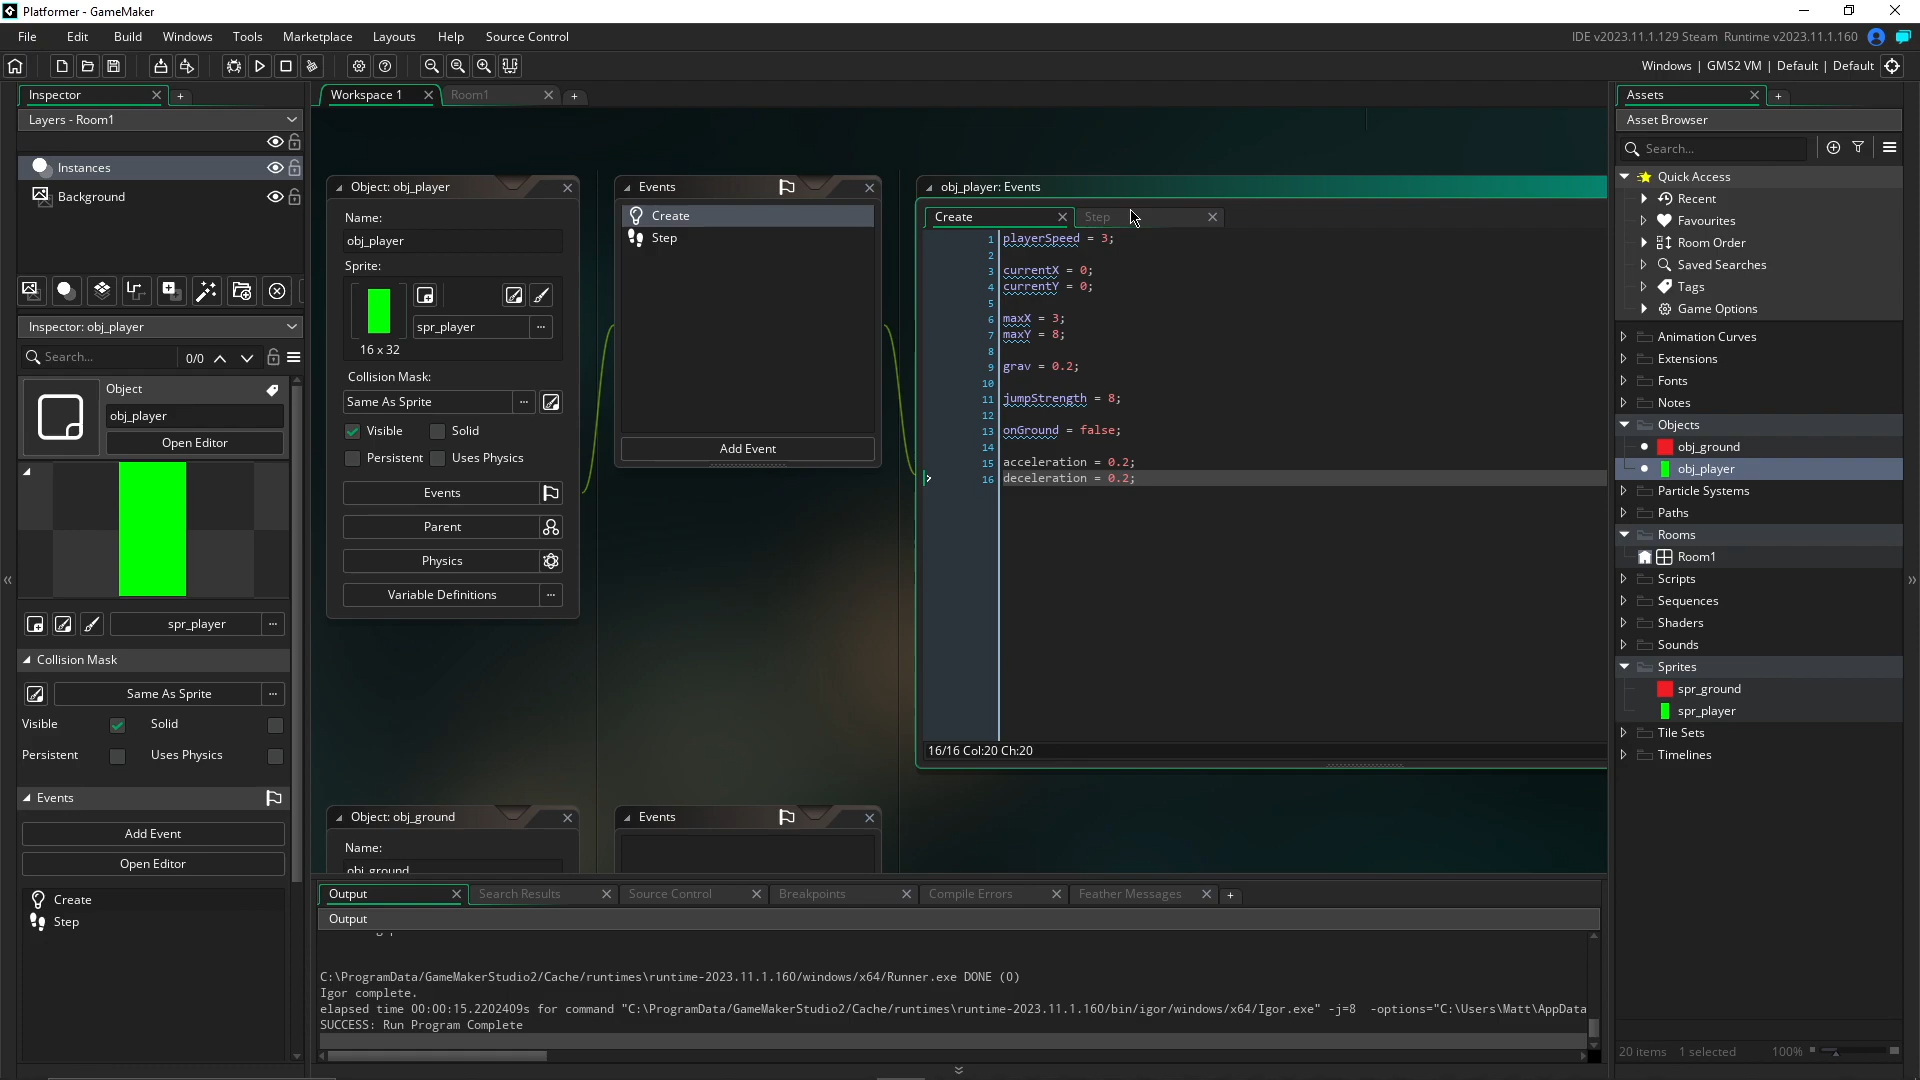 Platformer - GameMaker
File Edit Build Windows Tools Marketplace Layouts Help Source Control
IDE v2023.11.1.129 Steam Runtime v2023.11.1.160
Windows | GMS2 VM | Default | Default
Inspector
Layers - Room1
Instances
Background
Inspector: obj_player
Search... 0/0
Object
obj_player
Open Editor
spr_player
Collision Mask
Same As Sprite
Visible Solid
Persistent Uses Physics
Events
Add Event
Open Editor
Create
Step
Workspace 1 Room1
Object: obj_player
Name:
obj_player
Sprite:
spr_player
16 x 32
Collision Mask:
Same As Sprite
Visible Solid
Persistent Uses Physics
Events
Parent
Physics
Variable Definitions
Events
Create
Step
Add Event
obj_player: Events
Create Step
1 playerSpeed = 3;
2
3 currentX = 0;
4 currentY = 0;
5
6 maxX = 3;
7 maxY = 8;
8
9 grav = 0.2;
10
11 jumpStrength = 8;
12
13 onGround = false;
14
15 acceleration = 0.2;
16 deceleration = 0.2;
16/16 Col:20 Ch:20
Object: obj_ground
Name:
obj_ground
Events
Output Search Results Source Control Breakpoints Compile Errors Feather Messages
Output
C:\ProgramData/GameMakerStudio2/Cache/runtimes\runtime-2023.11.1.160/windows/x64/Runner.exe DONE (0)
Igor complete.
elapsed time 00:00:15.2202409s for command "C:\ProgramData/GameMakerStudio2/Cache/runtimes\runtime-2023.11.1.160/bin/igor/windows/x64/Igor.exe" -j=8 -options="C:\Users\Matt\AppData
SUCCESS: Run Program Complete
Assets
Asset Browser
Search...
Quick Access
Recent
Favourites
Room Order
Saved Searches
Tags
Game Options
Animation Curves
Extensions
Fonts
Notes
Objects
obj_ground
obj_player
Particle Systems
Paths
Rooms
Room1
Scripts
Sequences
Shaders
Sounds
Sprites
spr_ground
spr_player
Tile Sets
Timelines
20 items 1 selected 100%